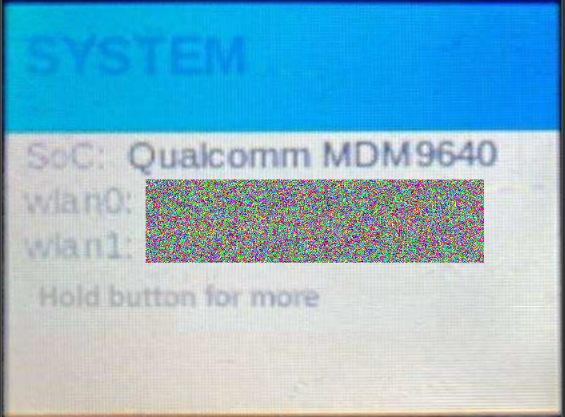 SYSTEM
SoC: Qualcomm MDM9640
wlan0:
wlan1:
Hold button for more